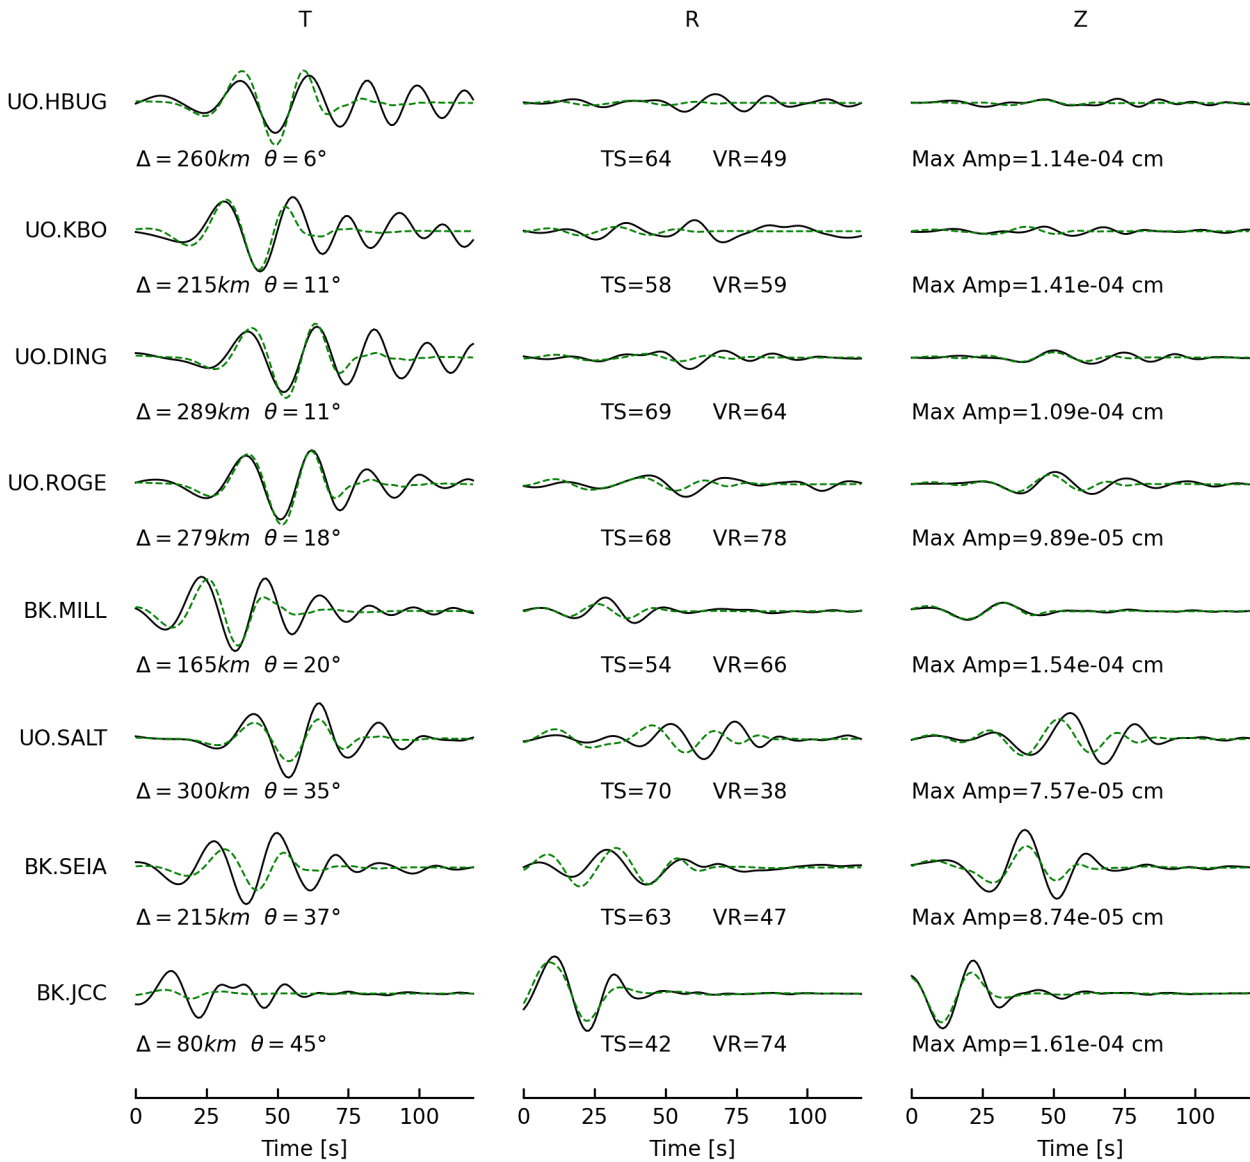 T R Z
UO.HBUG
Δ = 260km θ = 6° TS=64 VR=49 Max Amp=1.14e-04 cm
UO.KBO
Δ = 215km θ = 11° TS=58 VR=59 Max Amp=1.41e-04 cm
UO.DING
Δ = 289km θ = 11° TS=69 VR=64 Max Amp=1.09e-04 cm
UO.ROGE
Δ = 279km θ = 18° TS=68 VR=78 Max Amp=9.89e-05 cm
BK.MILL
Δ = 165km θ = 20° TS=54 VR=66 Max Amp=1.54e-04 cm
UO.SALT
Δ = 300km θ = 35° TS=70 VR=38 Max Amp=7.57e-05 cm
BK.SEIA
Δ = 215km θ = 37° TS=63 VR=47 Max Amp=8.74e-05 cm
BK.JCC
Δ = 80km θ = 45° TS=42 VR=74 Max Amp=1.61e-04 cm
0 25 50 75 100 0 25 50 75 100 0 25 50 75 100
Time [s] Time [s] Time [s]